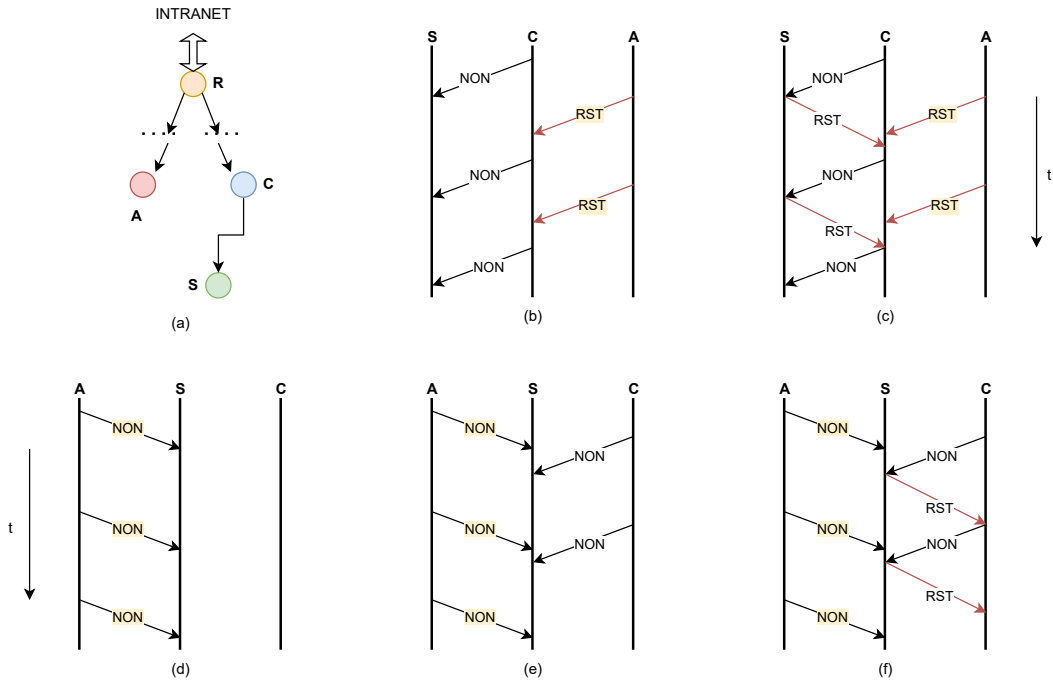 INTRANET
R
A
C
S
(a)
S C A
NON
RST
NON
RST
NON
(b)
S C A
NON
RST
RST
NON
RST
RST
NON
t
(c)
A S C
NON
NON
NON
t
(d)
A S C
NON
NON
NON
NON
NON
(e)
A S C
NON
NON
RST
NON
NON
RST
NON
(f)